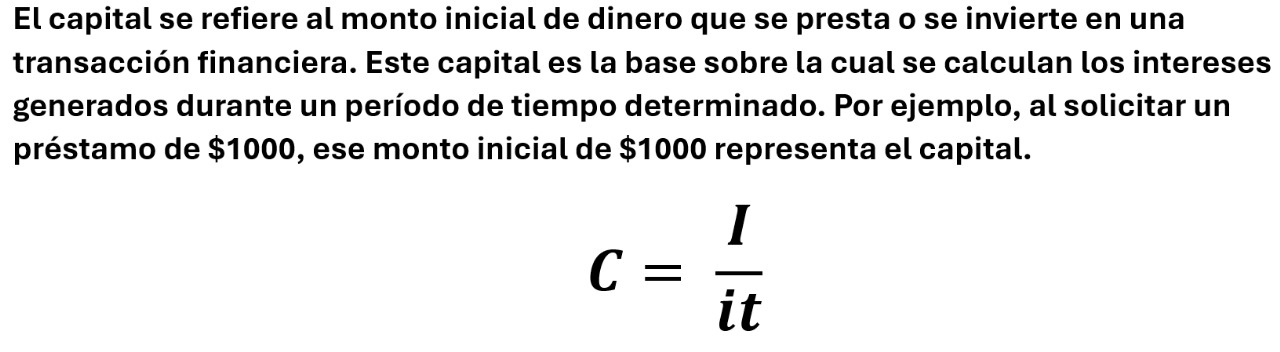 El capital se refiere al monto inicial de dinero que se presta o se invierte en una
transacción financiera. Este capital es la base sobre la cual se calculan los intereses
generados durante un período de tiempo determinado. Por ejemplo, al solicitar un
préstamo de $1000, ese monto inicial de $1000 representa el capital.
C = I/it